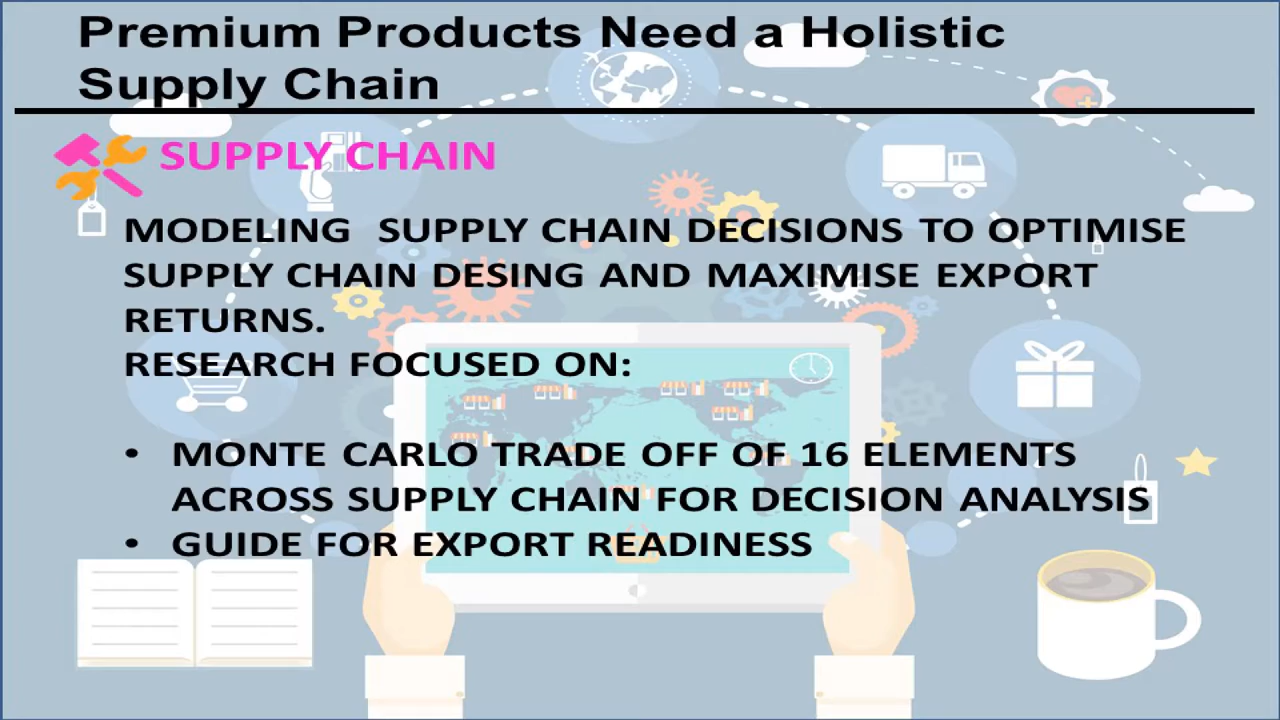 Premium Products Need a Holistic
Supply Chain
SUPPLY CHAIN
MODELING SUPPLY CHAIN DECISIONS TO OPTIMISE
SUPPLY CHAIN DESING AND MAXIMISE EXPORT
RETURNS.
RESEARCH FOCUSED ON:
• MONTE CARLO TRADE OFF OF 16 ELEMENTS
ACROSS SUPPLY CHAIN FOR DECISION ANALYSIS
• GUIDE FOR EXPORT READINESS